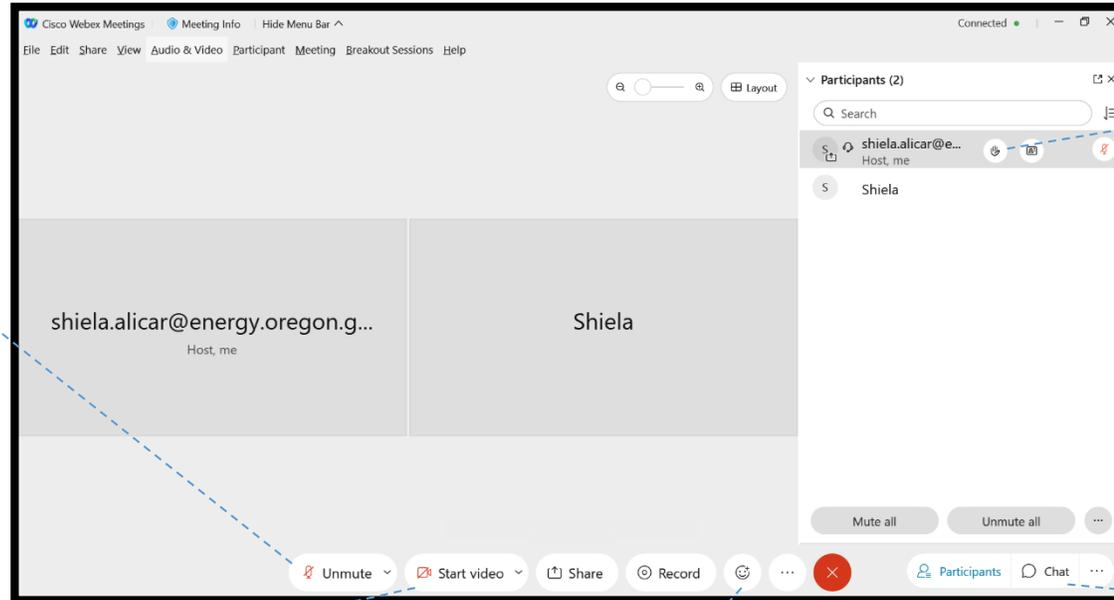 Cisco Webex Meetings Meeting Info Hide Menu Bar Connected
File Edit Share View Audio & Video Participant Meeting Breakout Sessions Help
Layout
Participants (2)
Search
S shiela.alicar@e...
Host, me
S Shiela
shiela.alicar@energy.oregon.g...
Host, me
Shiela
Mute all Unmute all
Unmute Start video Share Record Participants Chat